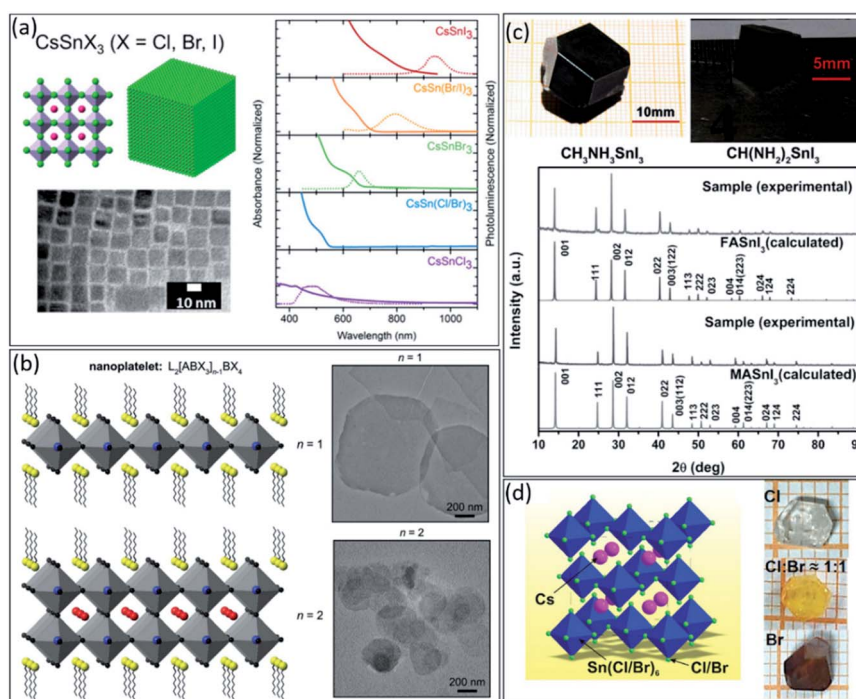 (a)
CsSnX₃ (X = Cl, Br, I)
10 nm
Absorbance (Normalized)
CsSnI₃
CsSn(Br/I)₃
CsSnBr₃
CsSn(Cl/Br)₃
CsSnCl₃
Photoluminescence (Normalized)
400 600 800 1000
Wavelength (nm)
(b)
nanoplatelet: L₂[ABX₃]ₙ₋₁BX₄
n = 1
n = 2
n = 1
200 nm
n = 2
200 nm
(c)
10mm
5mm
CH₃NH₃SnI₃
CH(NH₂)₂SnI₃
Intensity (a.u.)
Sample (experimental)
FASnI₃(calculated)
001
111
002
012
022
003(122)
113
222
023
004
014(223)
024
124
224
Sample (experimental)
MASnI₃(calculated)
001
111
002
012
022
003(112)
113
222
023
004
014(223)
024
124
224
10 20 30 40 50 60 70 80 90
2θ (deg)
(d)
Cs
Sn(Cl/Br)₆
Cl/Br
Cl
Cl:Br ≈ 1:1
Br